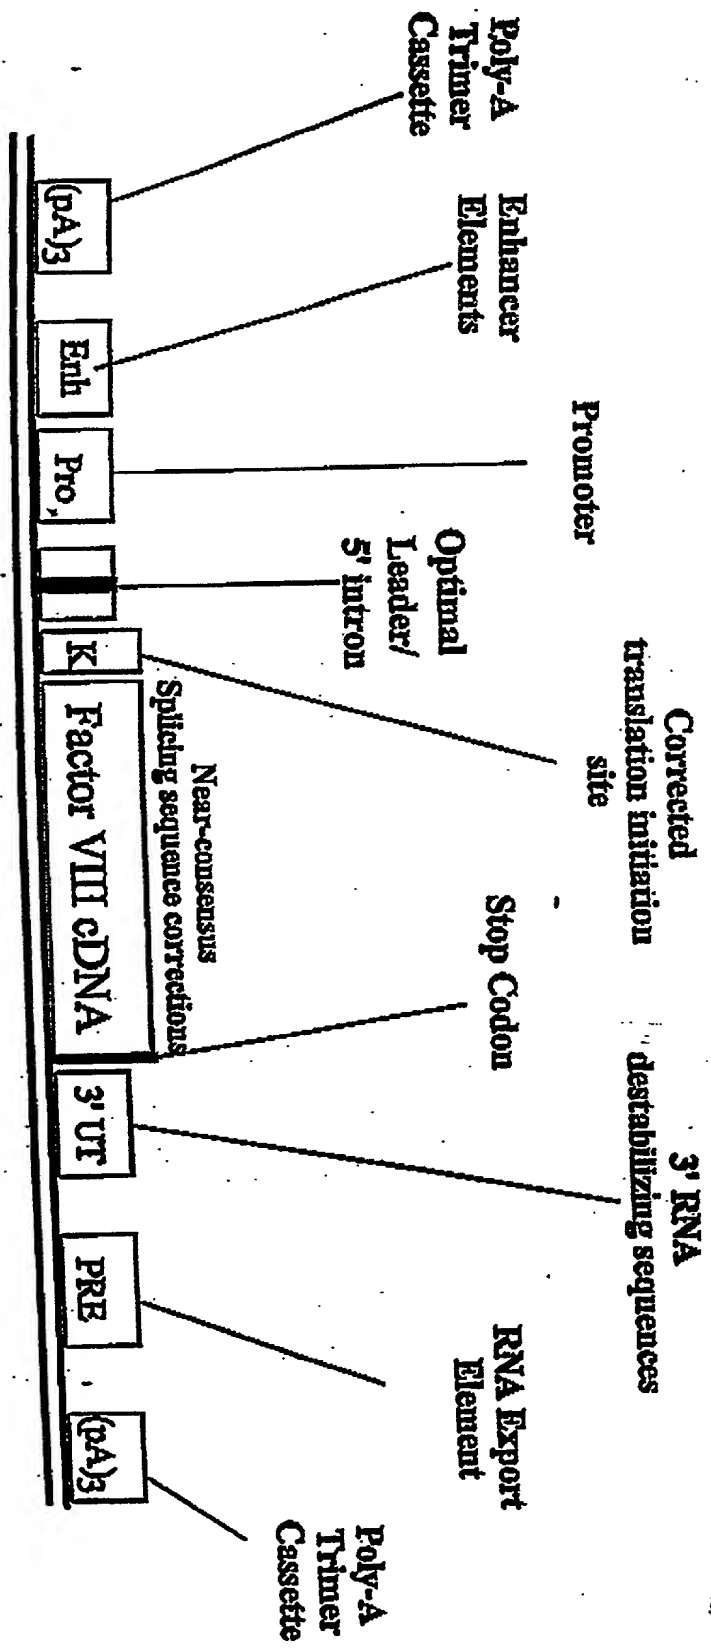 Poly-A
Trimer
Cassette
Enhancer
Elements
Promoter
Optimal
Leader/
5' intron
Corrected
translation initiation
site
Stop Codon
3' RNA
destabilizing sequences
RNA Export
Element
Poly-A
Trimer
Cassette
Near-consensus
Splicing sequence corrections
(pA)3
Enh
Pro,
K
Factor VIII cDNA
3' UT
PRE
(pA)3